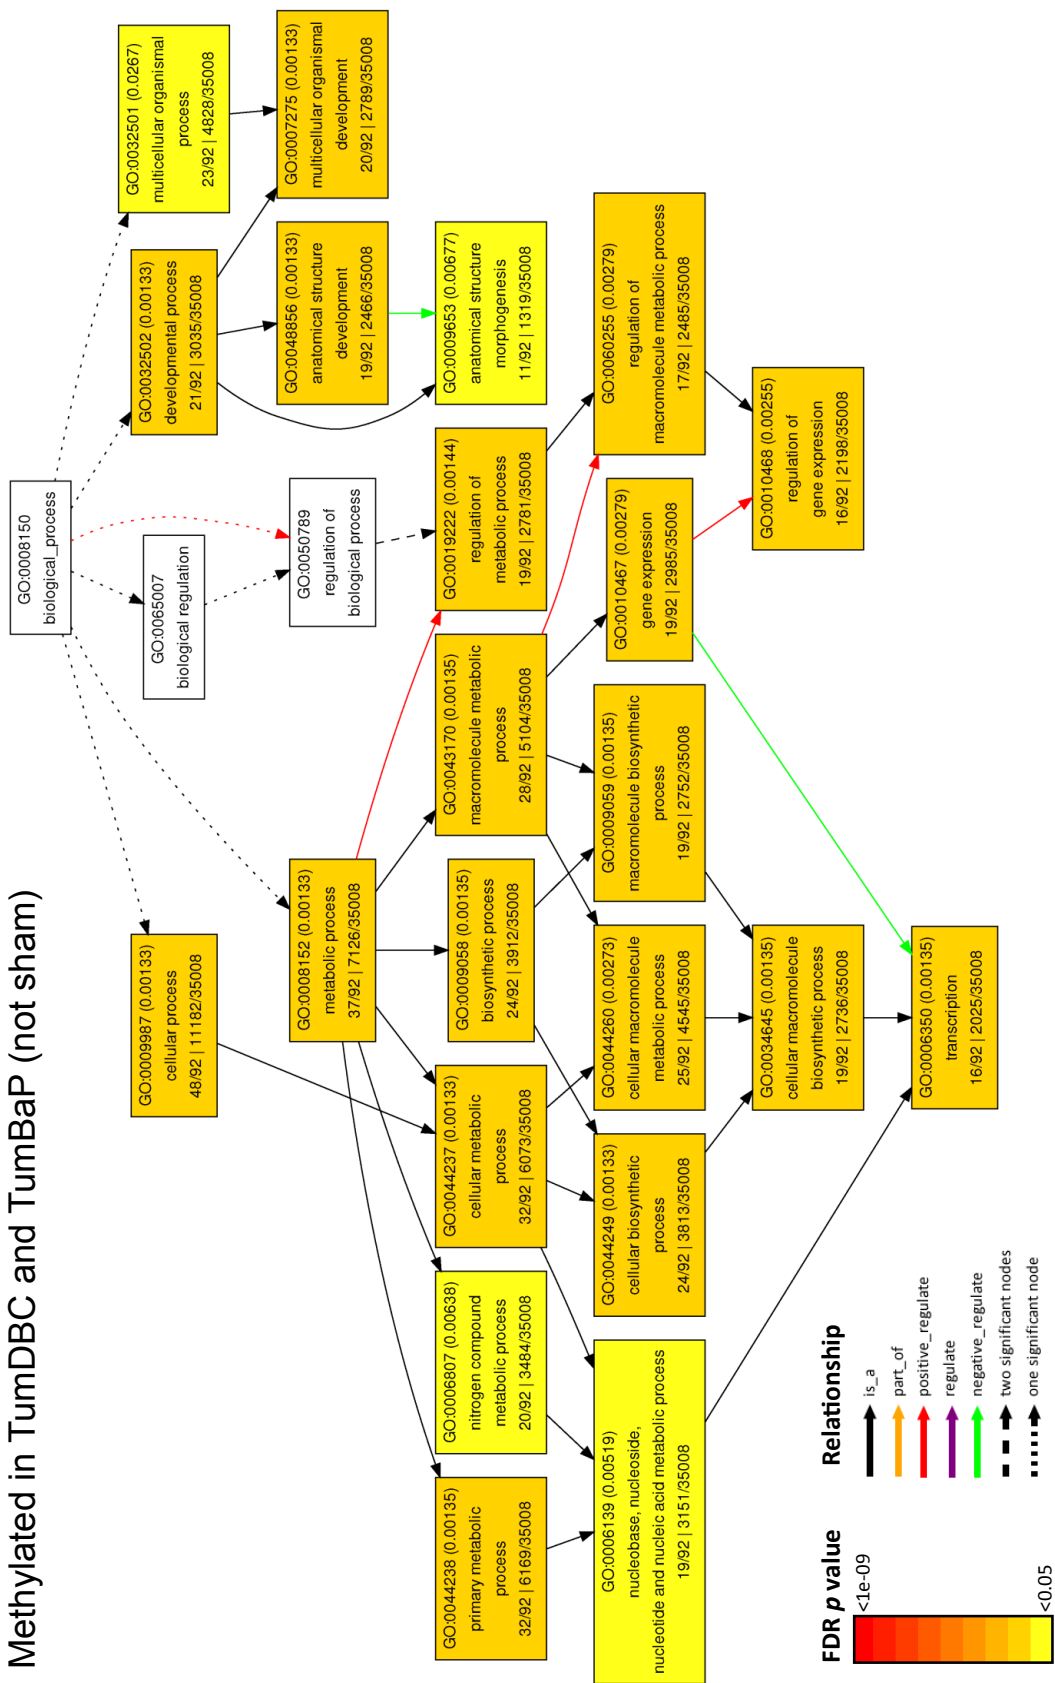 Methylated in TumDBC and TumBaP (not sham)
GO:0008150
biological_process
GO:0009987 (0.00133)
cellular process
48/92 | 11182/35008
GO:0065007
biological regulation
GO:0032502 (0.00133)
developmental process
21/92 | 3035/35008
GO:0032501 (0.0267)
multicellular organismal
process
23/92 | 4828/35008
GO:0008152 (0.00133)
metabolic process
37/92 | 7126/35008
GO:0050789
regulation of
biological process
GO:0048856 (0.00133)
anatomical structure
development
19/92 | 2466/35008
GO:0007275 (0.00133)
multicellular organismal
development
20/92 | 2789/35008
GO:0044238 (0.00135)
primary metabolic
process
32/92 | 6169/35008
GO:0006807 (0.00638)
nitrogen compound
metabolic process
20/92 | 3484/35008
GO:0044237 (0.00133)
cellular metabolic
process
32/92 | 6073/35008
GO:0009058 (0.00135)
biosynthetic process
24/92 | 3912/35008
GO:0043170 (0.00135)
macromolecule metabolic
process
28/92 | 5104/35008
GO:0019222 (0.00144)
regulation of
metabolic process
19/92 | 2781/35008
GO:0009653 (0.00677)
anatomical structure
morphogenesis
11/92 | 1319/35008
GO:0006139 (0.00519)
nucleobase, nucleoside,
nucleotide and nucleic acid metabolic process
19/92 | 3151/35008
GO:0044249 (0.00133)
cellular biosynthetic
process
24/92 | 3813/35008
GO:0044260 (0.00273)
cellular macromolecule
metabolic process
25/92 | 4545/35008
GO:0009059 (0.00135)
macromolecule biosynthetic
process
19/92 | 2752/35008
GO:0010467 (0.00279)
gene expression
19/92 | 2985/35008
GO:0060255 (0.00279)
regulation of
macromolecule metabolic process
17/92 | 2485/35008
GO:0034645 (0.00135)
cellular macromolecule
biosynthetic process
19/92 | 2736/35008
GO:0010468 (0.00255)
regulation of
gene expression
16/92 | 2198/35008
GO:0006350 (0.00135)
transcription
16/92 | 2025/35008
FDR p value
<1e-09
<0.05
Relationship
is_a
part_of
positive_regulate
regulate
negative_regulate
two significant nodes
one significant node